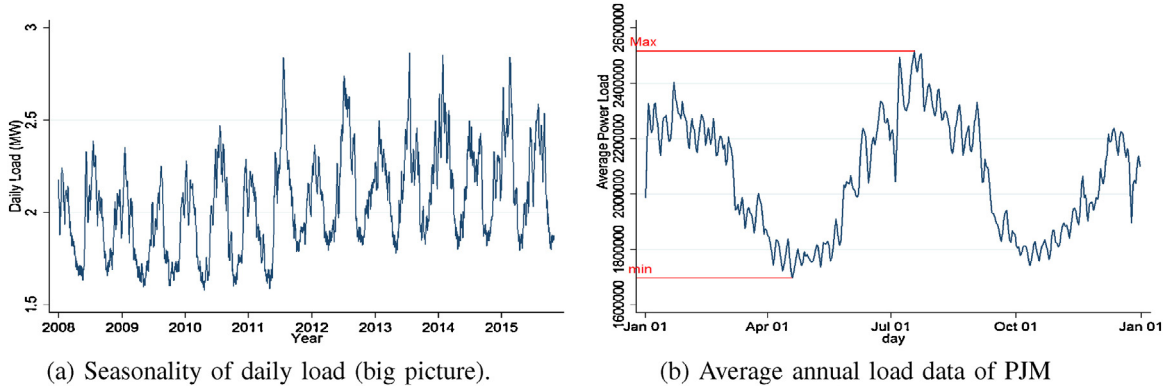 Daily Load (MW)
3
2.5
2
1.5
2008 2009 2010 2011 2012 2013 2014 2015
Year
(a) Seasonality of daily load (big picture).
Average Power Load
2600000
2400000
2200000
2000000
1800000
1600000
Max
min
Jan 01 Apr 01 Jul 01 Oct 01 Jan 01
day
(b) Average annual load data of PJM